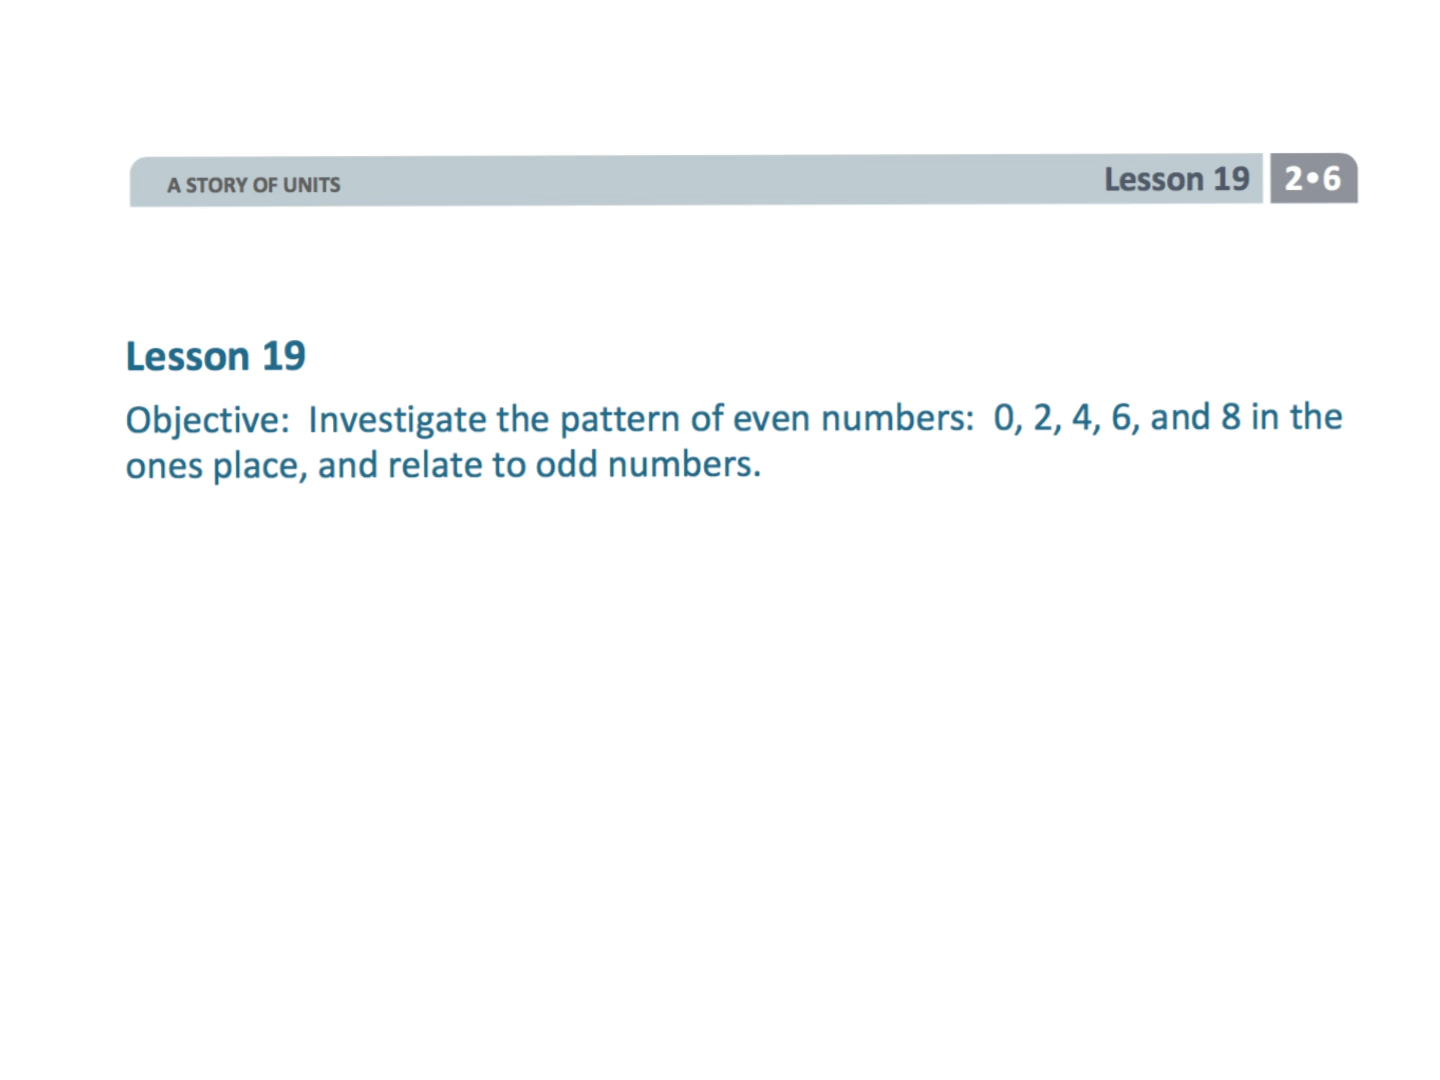 A STORY OF UNITS
Lesson 19
2•6
Lesson 19
Objective: Investigate the pattern of even numbers: 0, 2, 4, 6, and 8 in the
ones place, and relate to odd numbers.